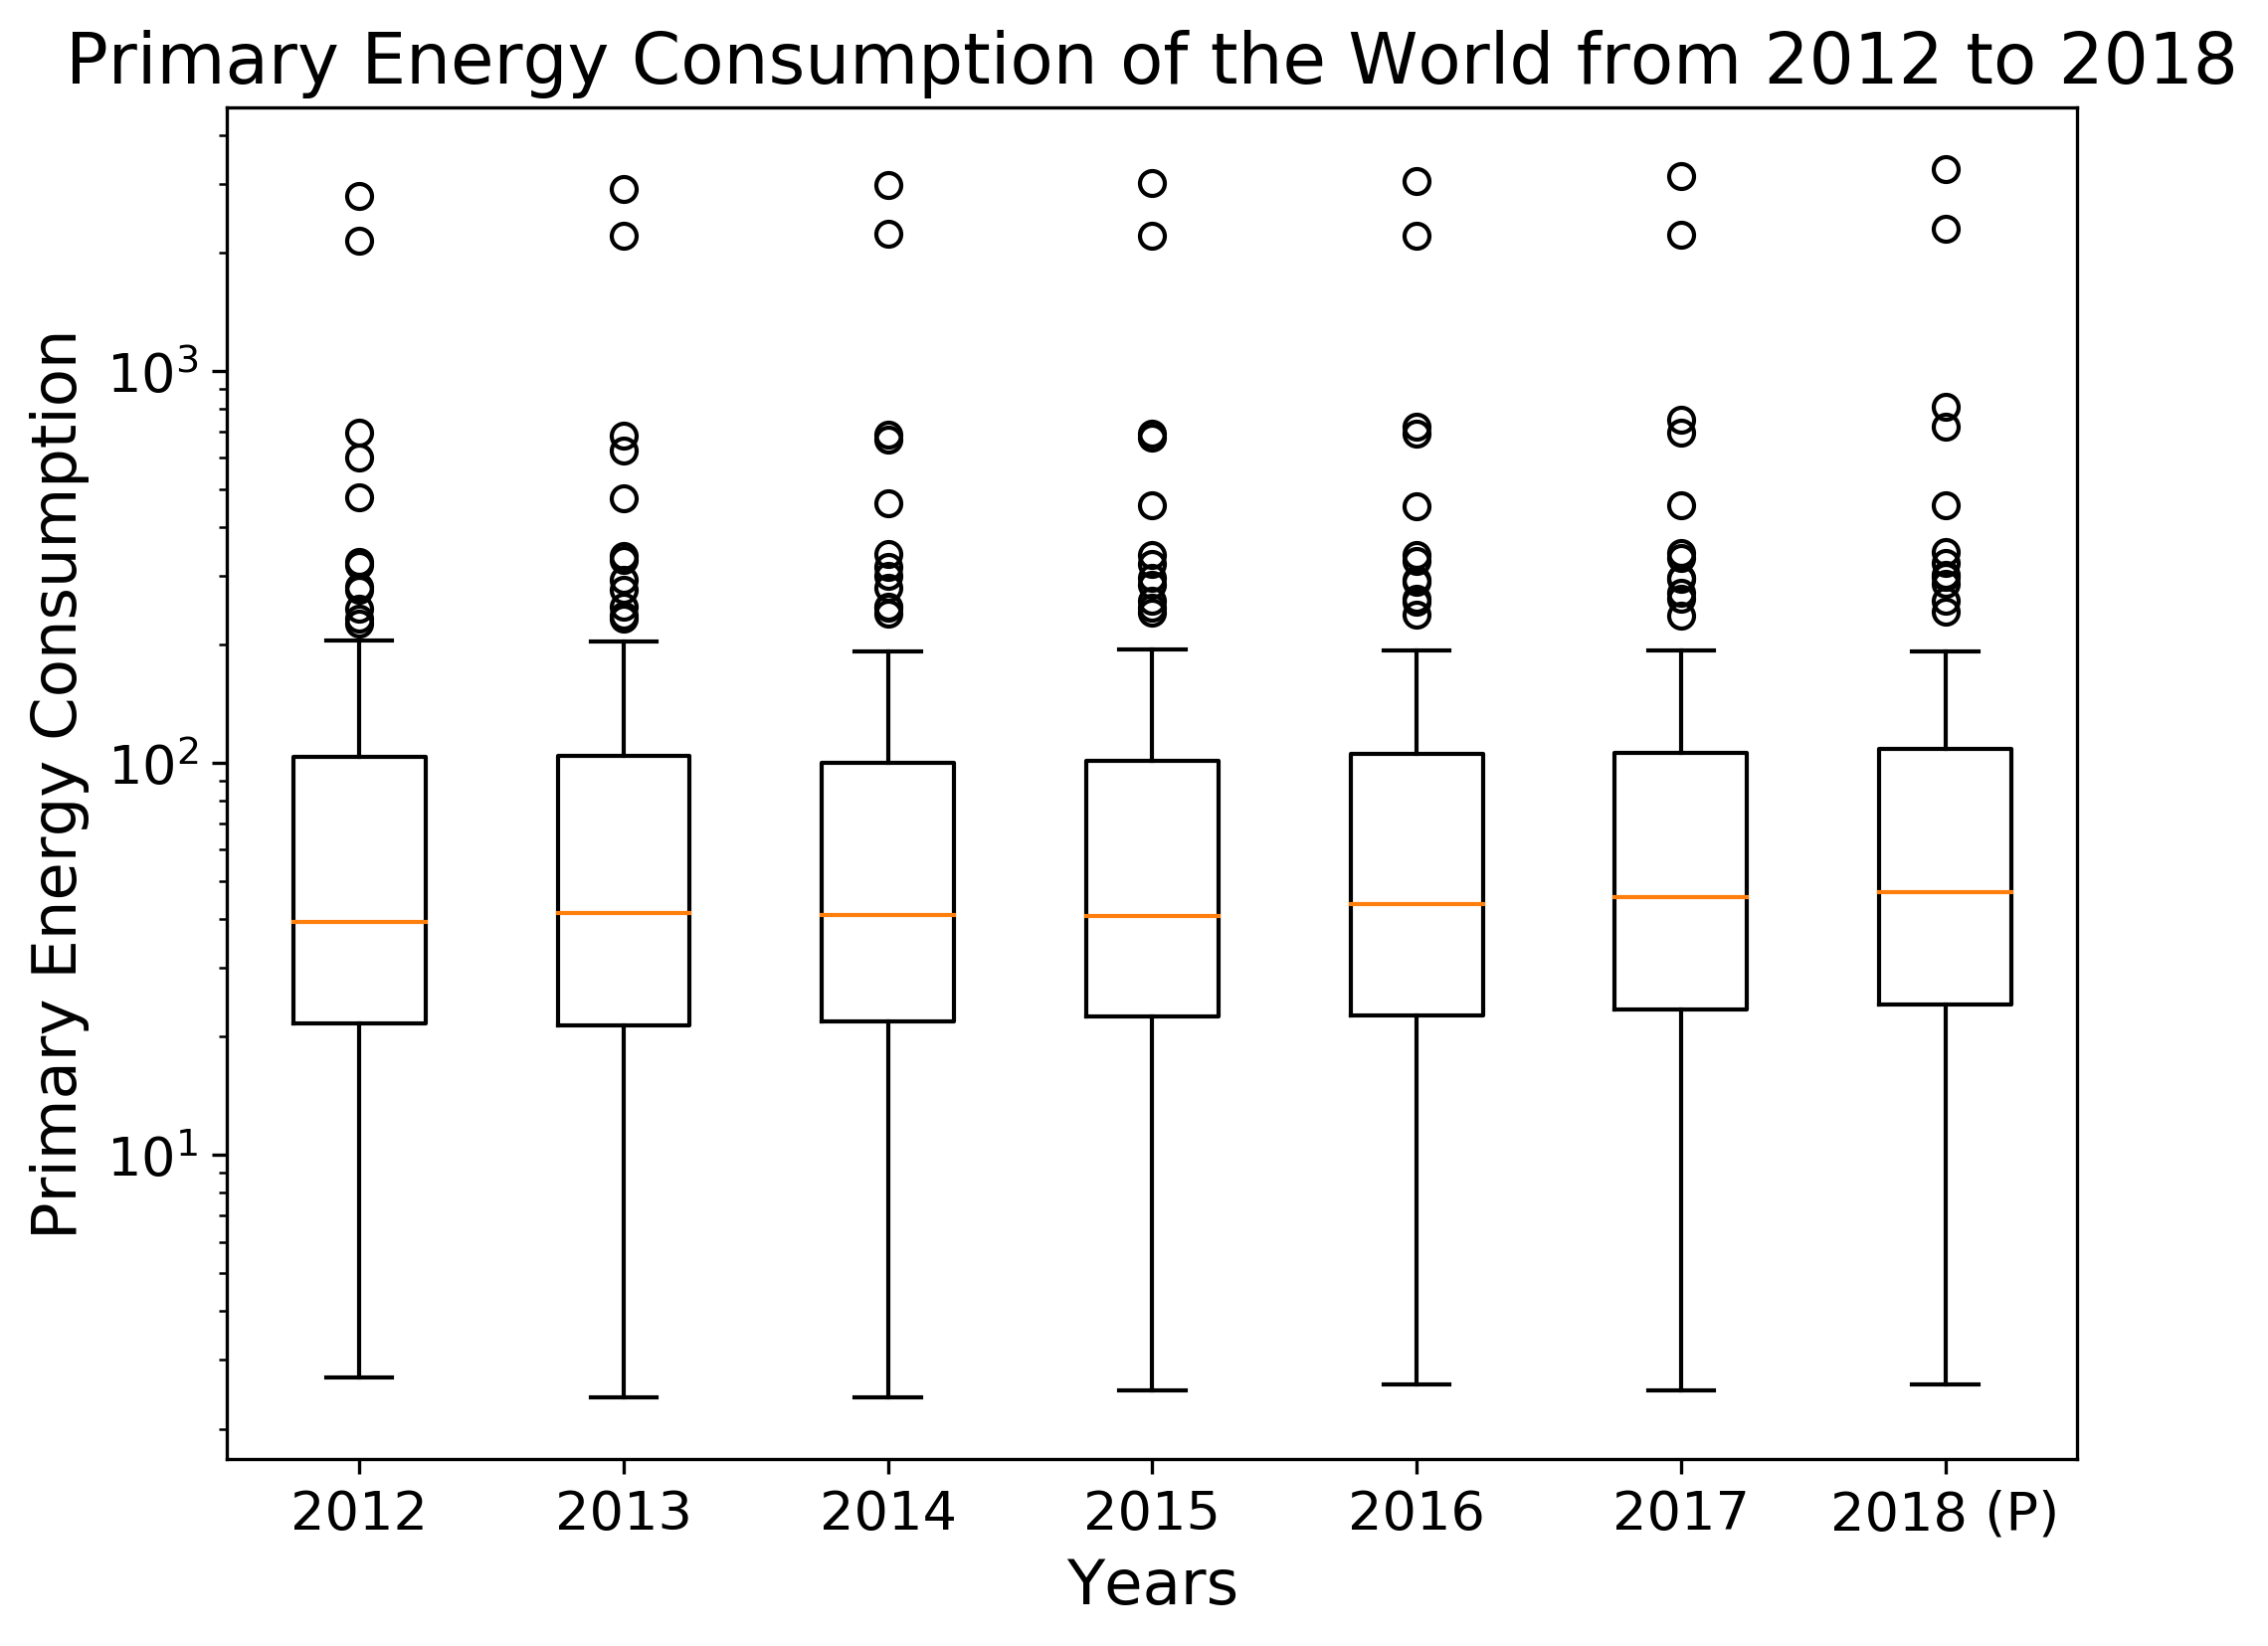 Primary Energy Consumption of the World from 2012 to 2018
Primary Energy Consumption
10³
10²
10¹
2012 2013 2014 2015 2016 2017 2018 (P)
Years